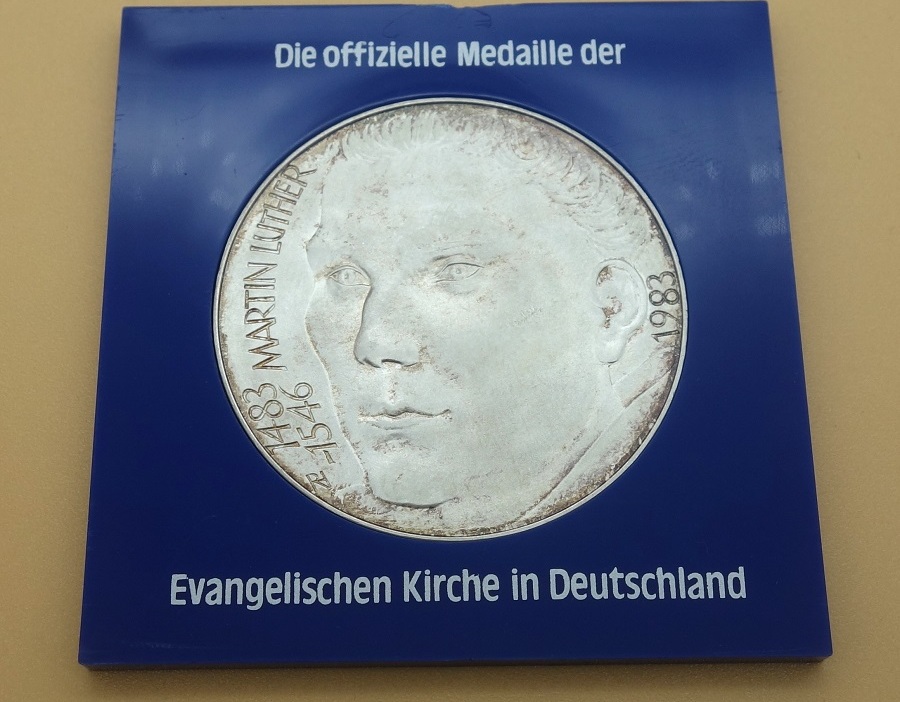 Die offizielle Medaille der
MARTIN LUTHER
1483
-1546
1983
Evangelischen Kirche in Deutschland